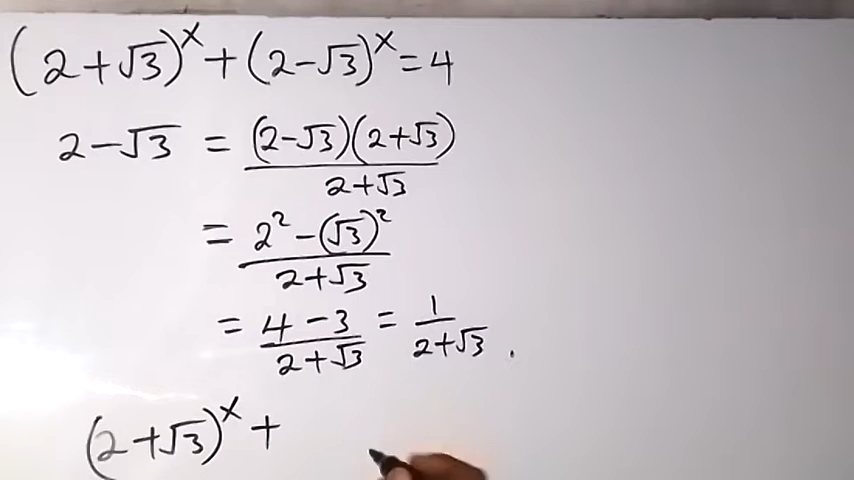 (2+√3)^x + (2-√3)^x = 4
2-√3 = (2-√3)(2+√3) / 2+√3
= 2² - (√3)² / 2+√3
= 4-3 / 2+√3 = 1 / 2+√3 .
(2+√3)^x +